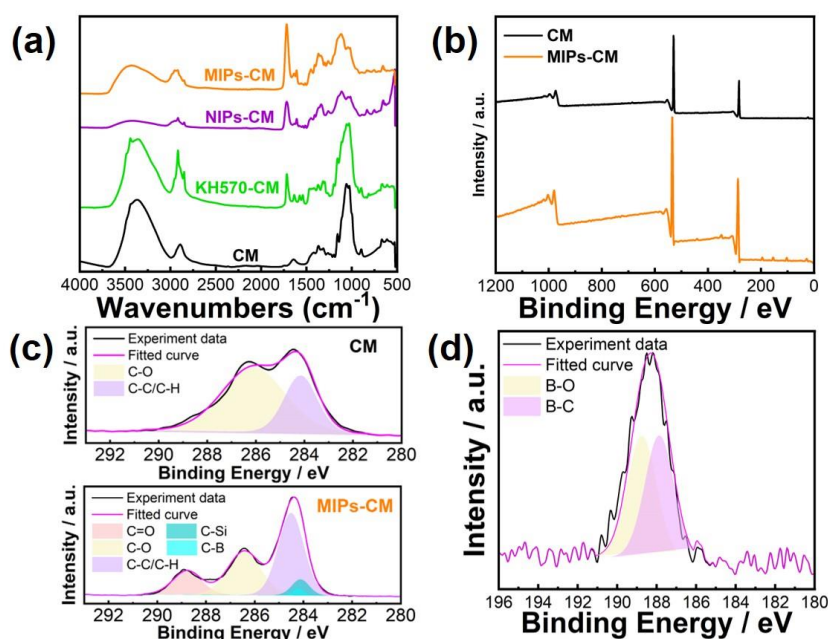 (a)
MIPs-CM
NIPs-CM
KH570-CM
CM
4000 3500 3000 2500 2000 1500 1000 500
Wavenumbers (cm-1)
(b)
CM
MIPs-CM
Intensity / a.u.
1200 1000 800 600 400 200 0
Binding Energy / eV
(c)
Experiment data
CM
Fitted curve
C-O
C-C/C-H
Intensity / a.u.
292 290 288 286 284 282 280
Binding Energy / eV
Experiment data
MIPs-CM
Fitted curve
C=O C-Si
C-O C-B
C-C/C-H
Intensity / a.u.
292 290 288 286 284 282 280
Binding Energy / eV
(d)
Experiment data
Fitted curve
B-O
B-C
Intensity / a.u.
196 194 192 190 188 186 184 182 180
Binding Energy / eV